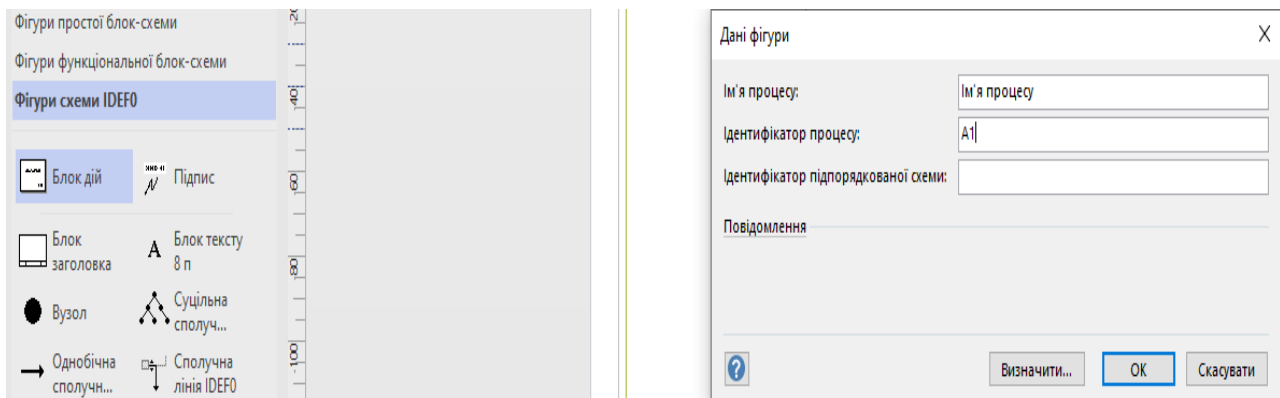 Фігури простої блок-схеми
Фігури функціональної блок-схеми
Фігури схеми IDEF0
Блок дій
Підпис
Блок
заголовка
A
Блок тексту
8 п
Вузол
Суцільна
сполуч...
Однобічна
сполучн...
Сполучна
лінія IDEF0
-40
-60
-80
-100
Дані фігури
Ім'я процесу:
Ім'я процесу
Ідентифікатор процесу:
A1
Ідентифікатор підпорядкованої схеми:
Повідомлення
?
Визначити...
ОК
Скасувати